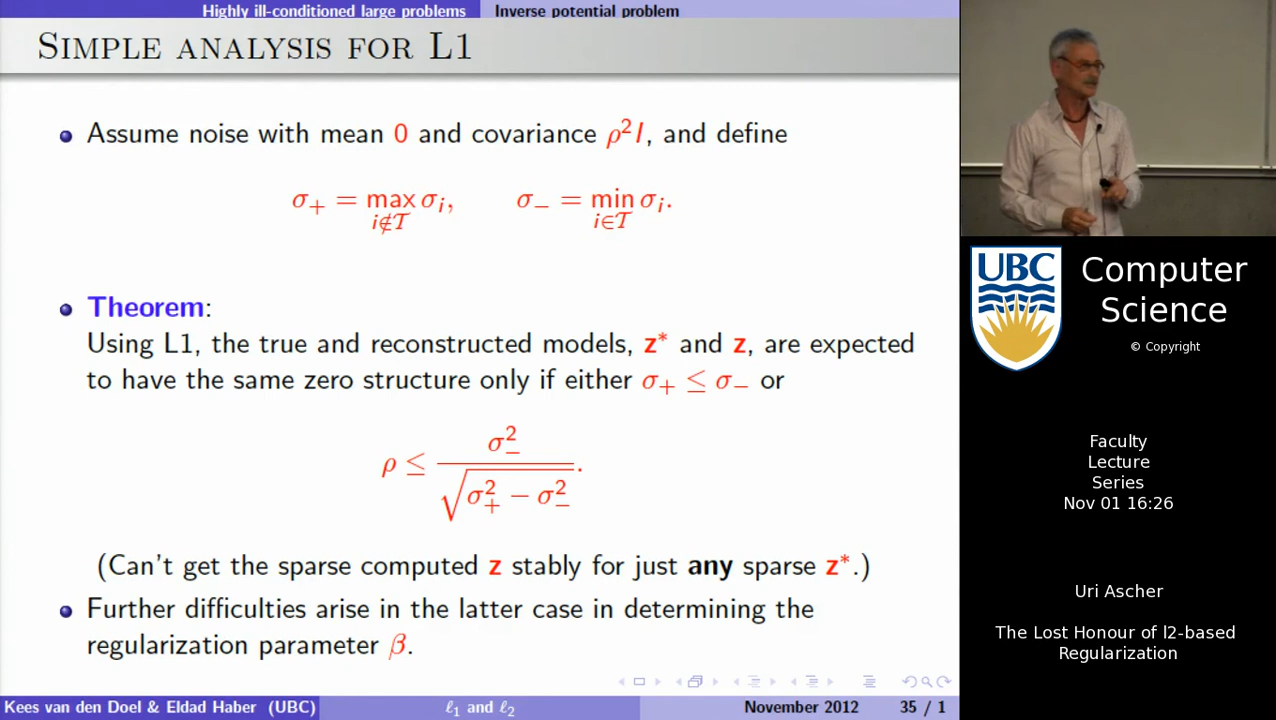 Highly ill-conditioned large problems Inverse potential problem
Simple analysis for L1
Assume noise with mean 0 and covariance ρ²I, and define
σ₊ = max σᵢ, σ₋ = min σᵢ.
i∉𝒯 i∈𝒯
Theorem:
Using L1, the true and reconstructed models, z* and z, are expected
to have the same zero structure only if either σ₊ ≤ σ₋ or
ρ ≤ σ₋² / √(σ₊² − σ₋²).
(Can't get the sparse computed z stably for just any sparse z*.)
Further difficulties arise in the latter case in determining the
regularization parameter β.
Kees van den Doel & Eldad Haber (UBC) ℓ₁ and ℓ₂ November 2012 35 / 1
UBC
Computer
Science
© Copyright
Faculty
Lecture
Series
Nov 01 16:26
Uri Ascher
The Lost Honour of l2-based
Regularization